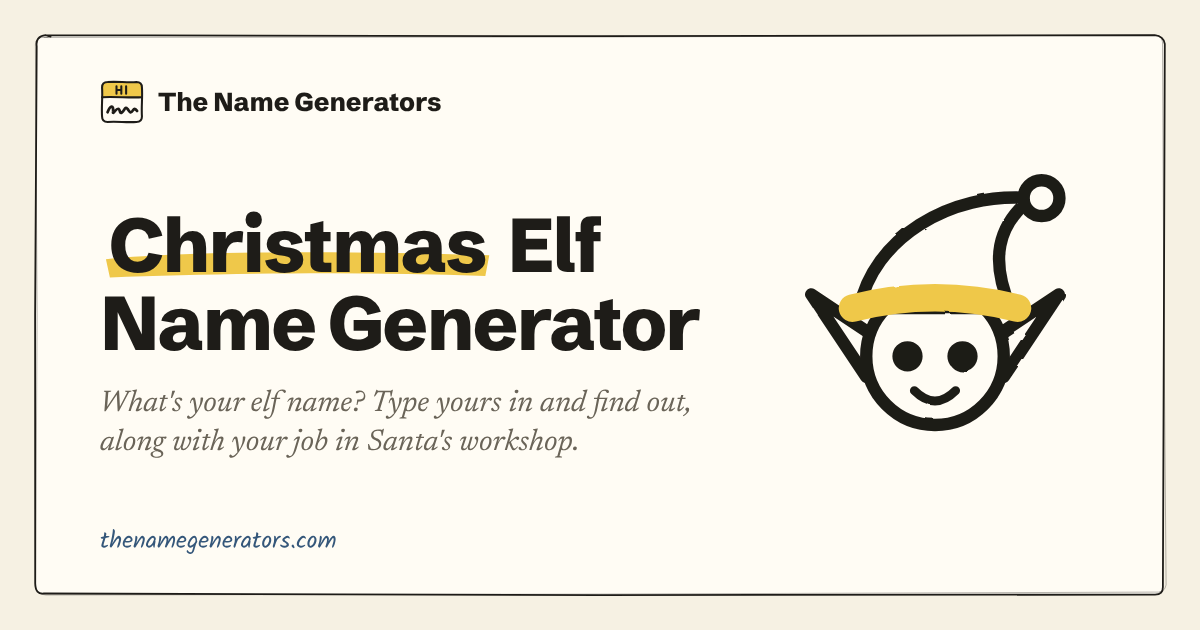 HI
The Name Generators
Christmas Elf
Name Generator
What's your elf name? Type yours in and find out,
along with your job in Santa's workshop.
thenamegenerators.com